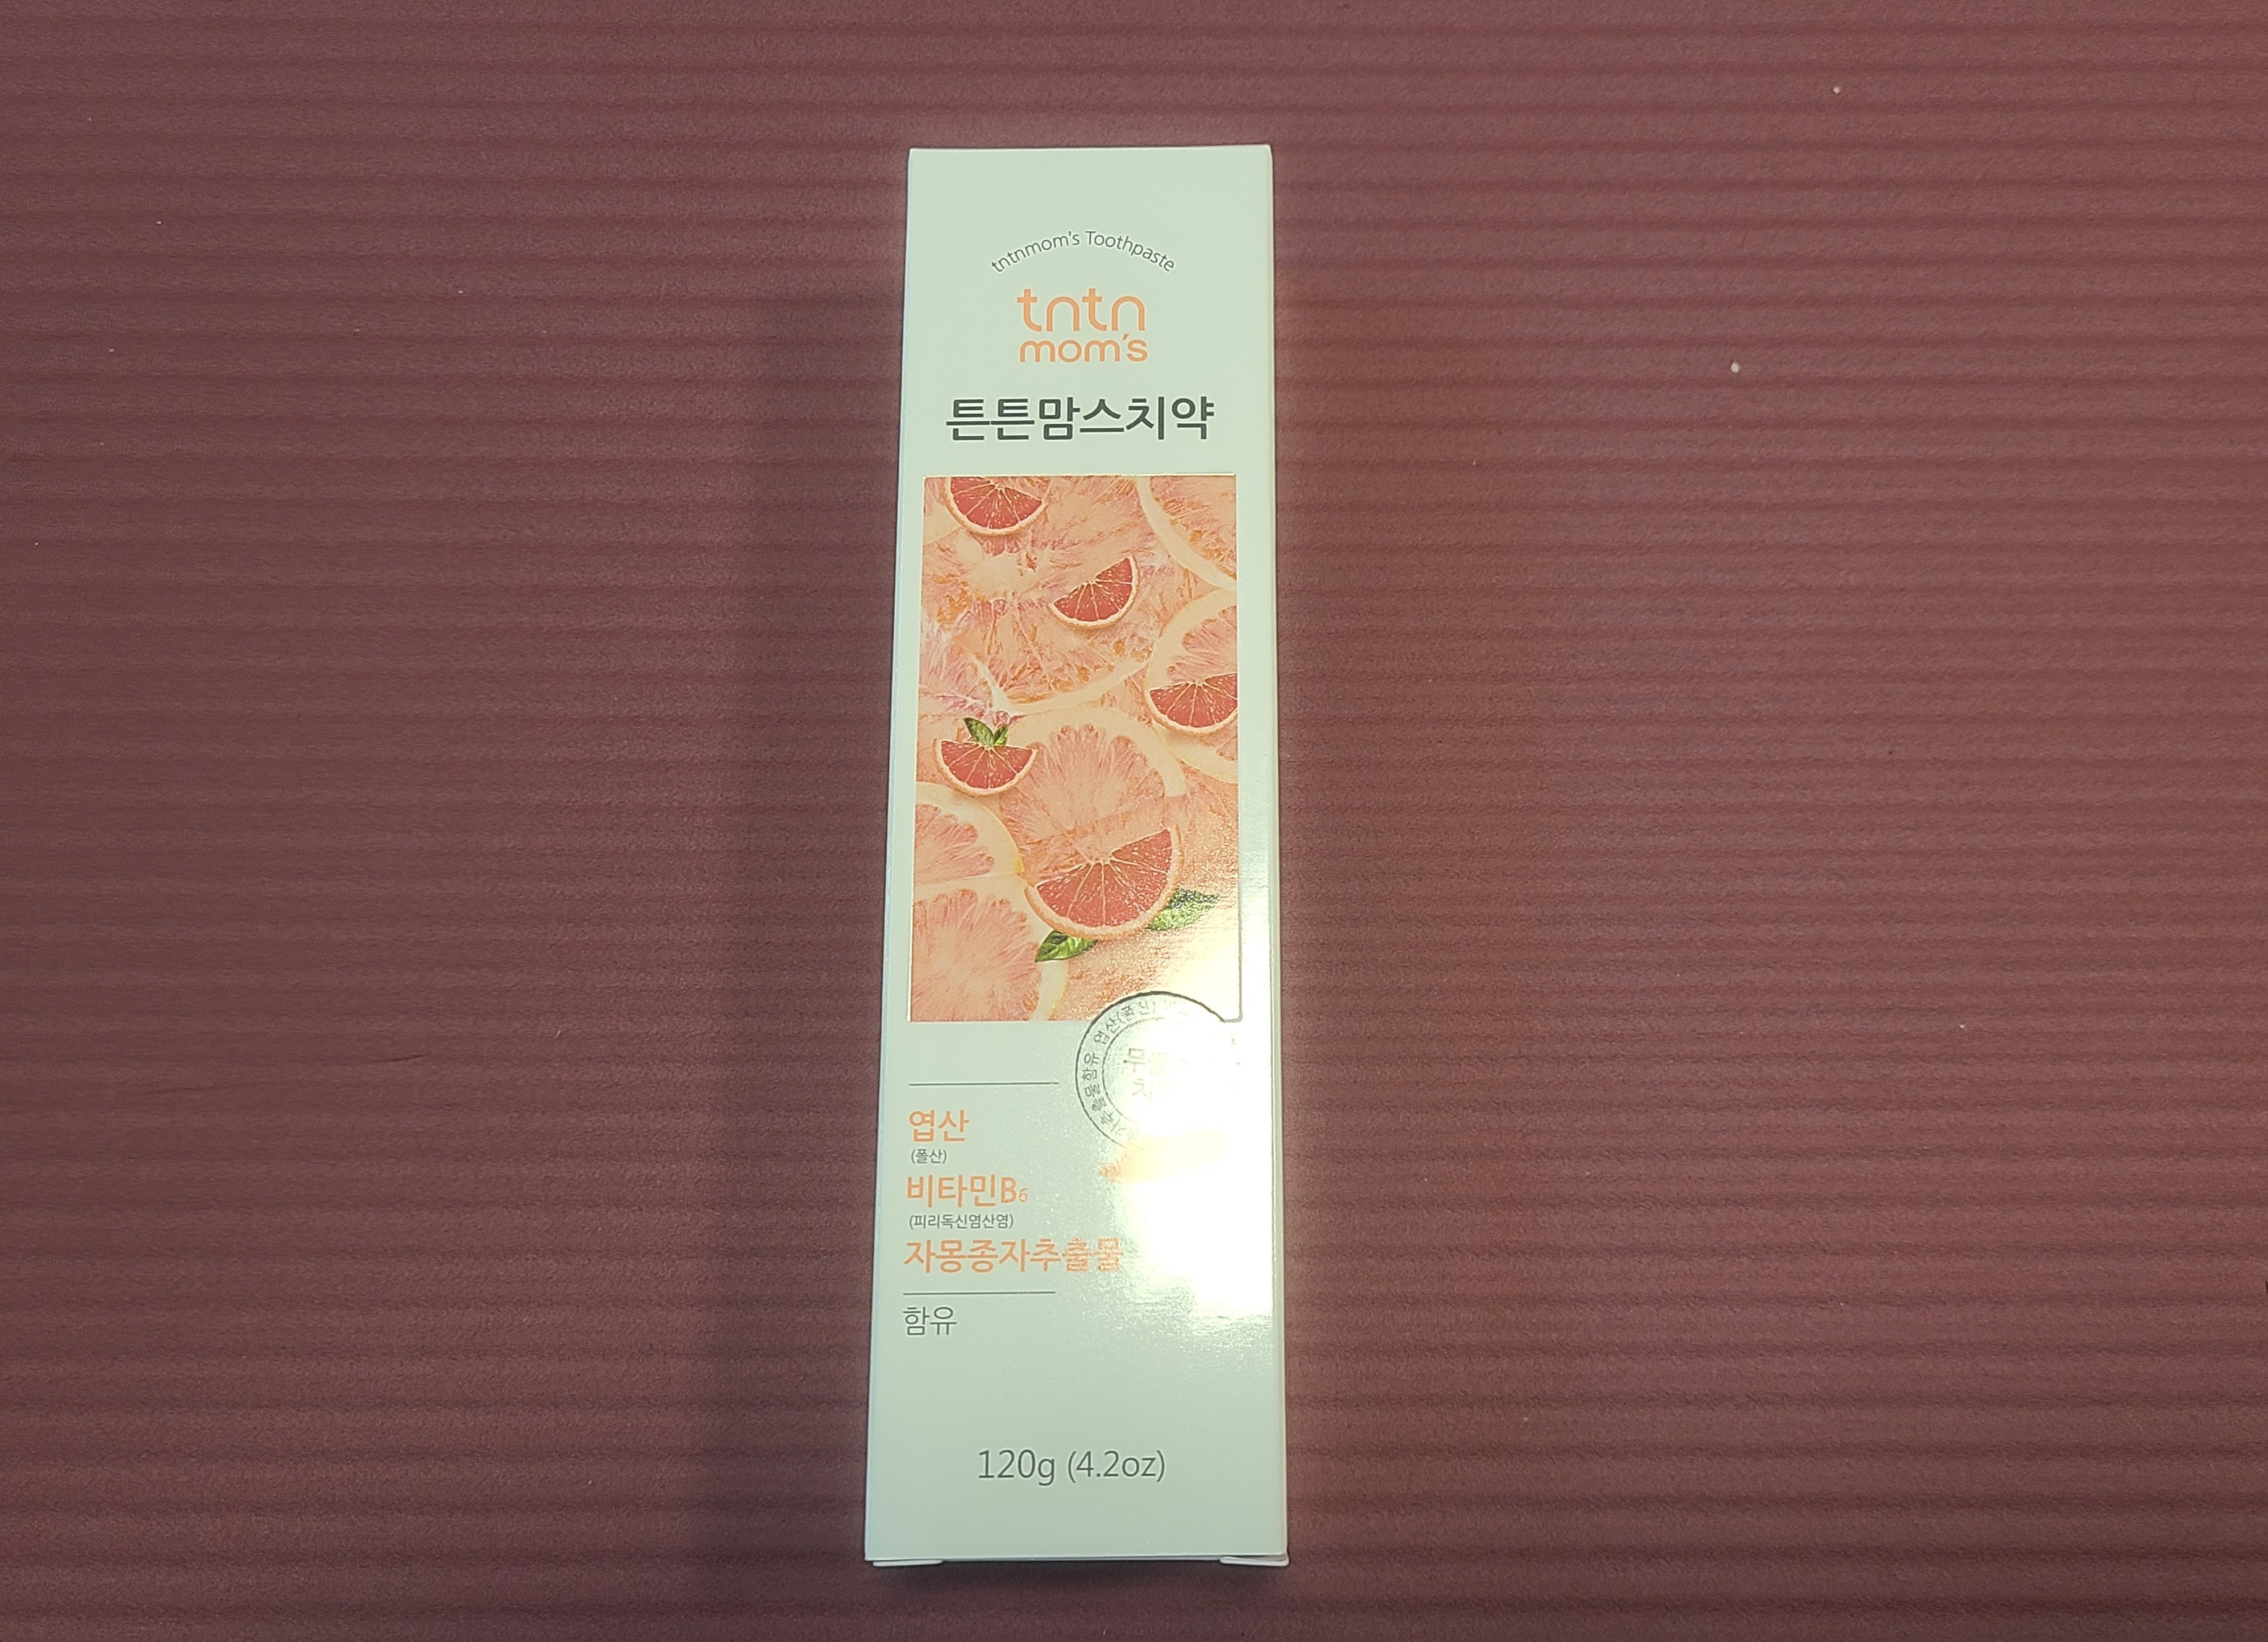 tntnmom's Toothpaste
tntn
mom's
튼튼맘스치약
엽산
(폴산)
비타민B₆
(피리독신염산염)
자몽종자추출물
함유
120g (4.2oz)